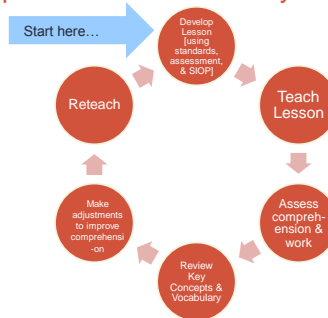 Start here…
Develop
Lesson
[using
standards,
assessment,
& SIOP]
Teach
Lesson
Assess
compreh-
ension &
work
Review
Key
Concepts &
Vocabulary
Make
adjustments
to improve
comprehensi
-on
Reteach